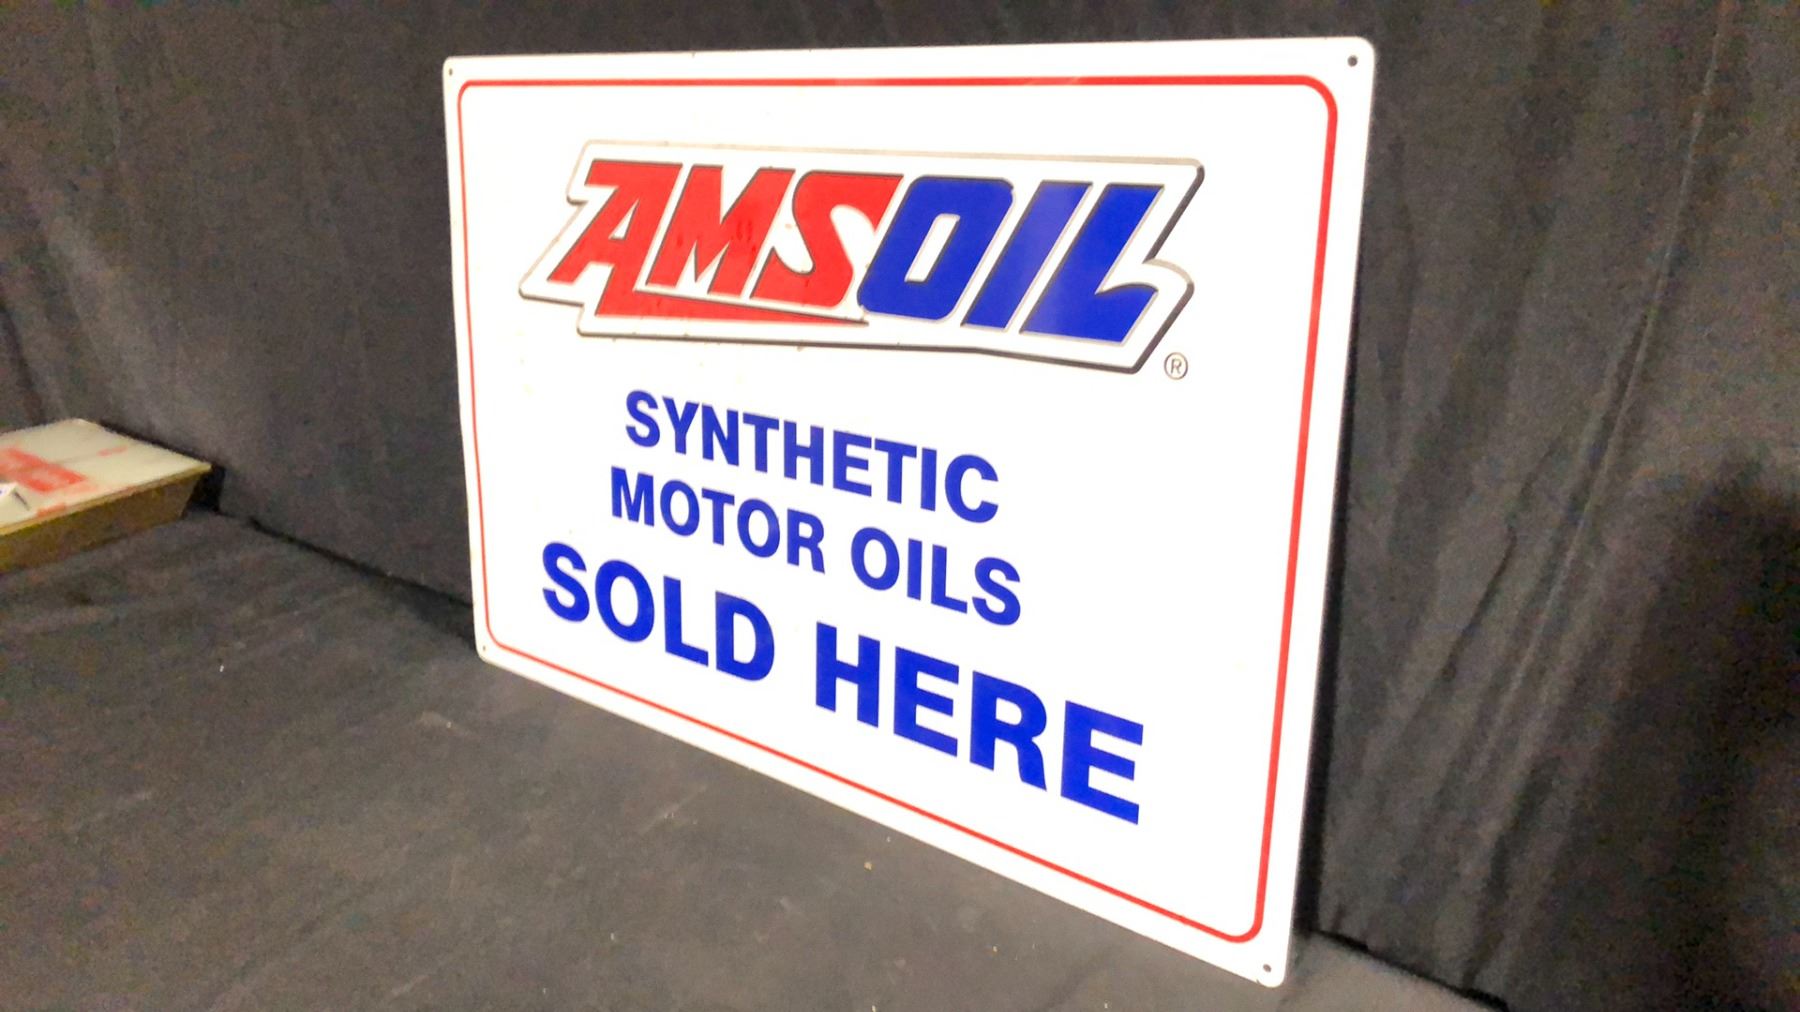 AMSOIL
®
SYNTHETIC
MOTOR OILS
SOLD HERE